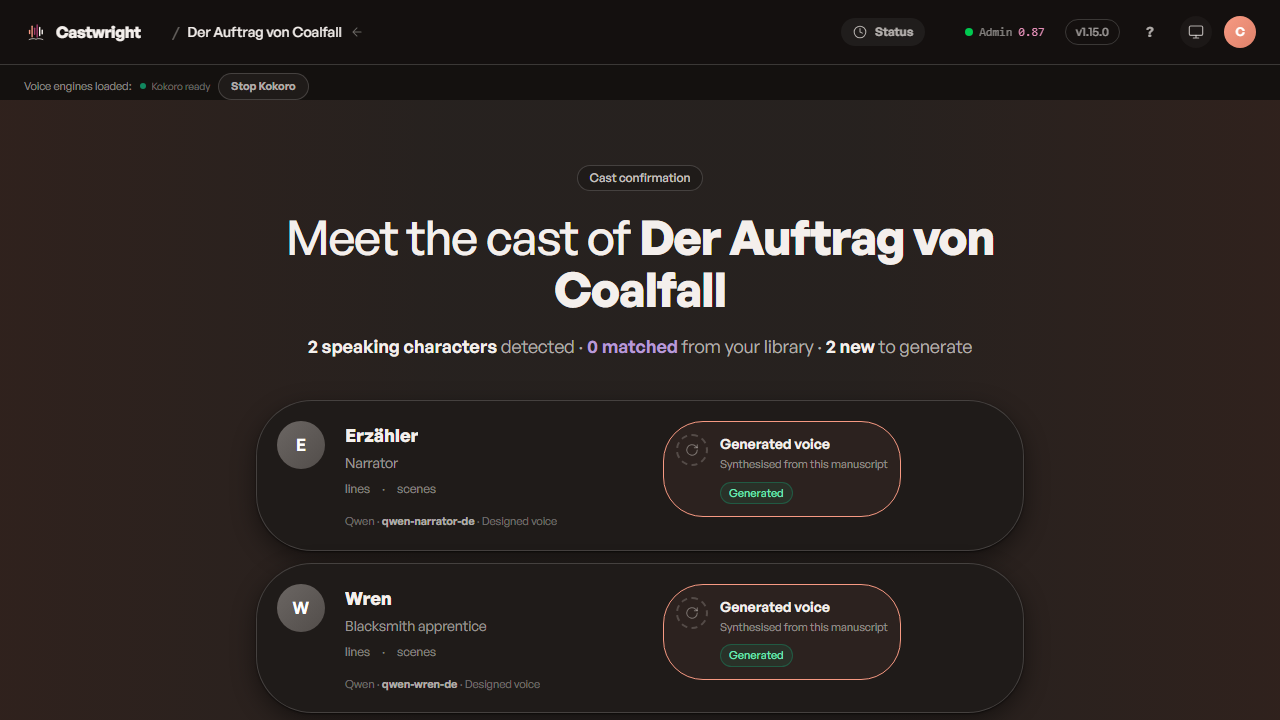 Castwright / Der Auftrag von Coalfall ← Status Admin 0.87 v1.15.0 ? C
Voice engines loaded: Kokoro ready Stop Kokoro
Cast confirmation
Meet the cast of Der Auftrag von
Coalfall
2 speaking characters detected · 0 matched from your library · 2 new to generate
E
Erzähler
Narrator
lines · scenes
Qwen · qwen-narrator-de · Designed voice
Generated voice
Synthesised from this manuscript
Generated
W
Wren
Blacksmith apprentice
lines · scenes
Qwen · qwen-wren-de · Designed voice
Generated voice
Synthesised from this manuscript
Generated